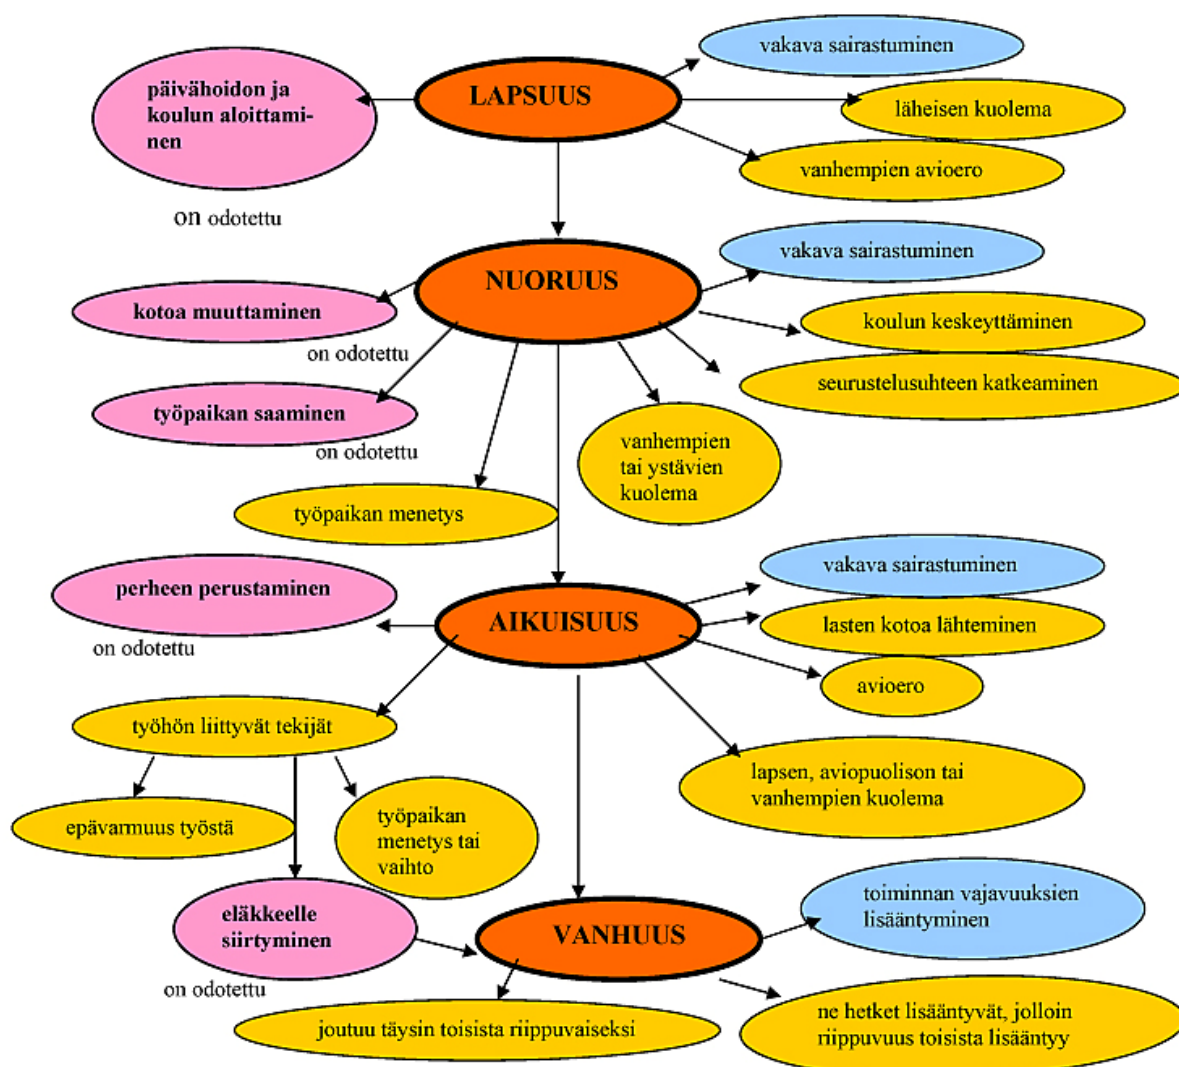 vakava sairastuminen
päivähoidon ja
koulun aloittami-
nen
LAPSUUS
läheisen kuolema
vanhempien avioero
on odotettu
NUORUUS
vakava sairastuminen
kotoa muuttaminen
koulun keskeyttäminen
on odotettu
seurustelusuhteen katkeaminen
työpaikan saaminen
on odotettu
vanhempien
tai ystävien
kuolema
työpaikan menetys
vakava sairastuminen
perheen perustaminen
AIKUISUUS
lasten kotoa lähteminen
on odotettu
avioero
työhön liittyvät tekijät
lapsen, aviopuolison tai
vanhempien kuolema
epävarmuus työstä
työpaikan
menetys tai
vaihto
toiminnan vajavuuksien
lisääntyminen
eläkkeelle
siirtyminen
VANHUUS
on odotettu
joutuu täysin toisista riippuvaiseksi
ne hetket lisääntyvät, jolloin
riippuvuus toisista lisääntyy